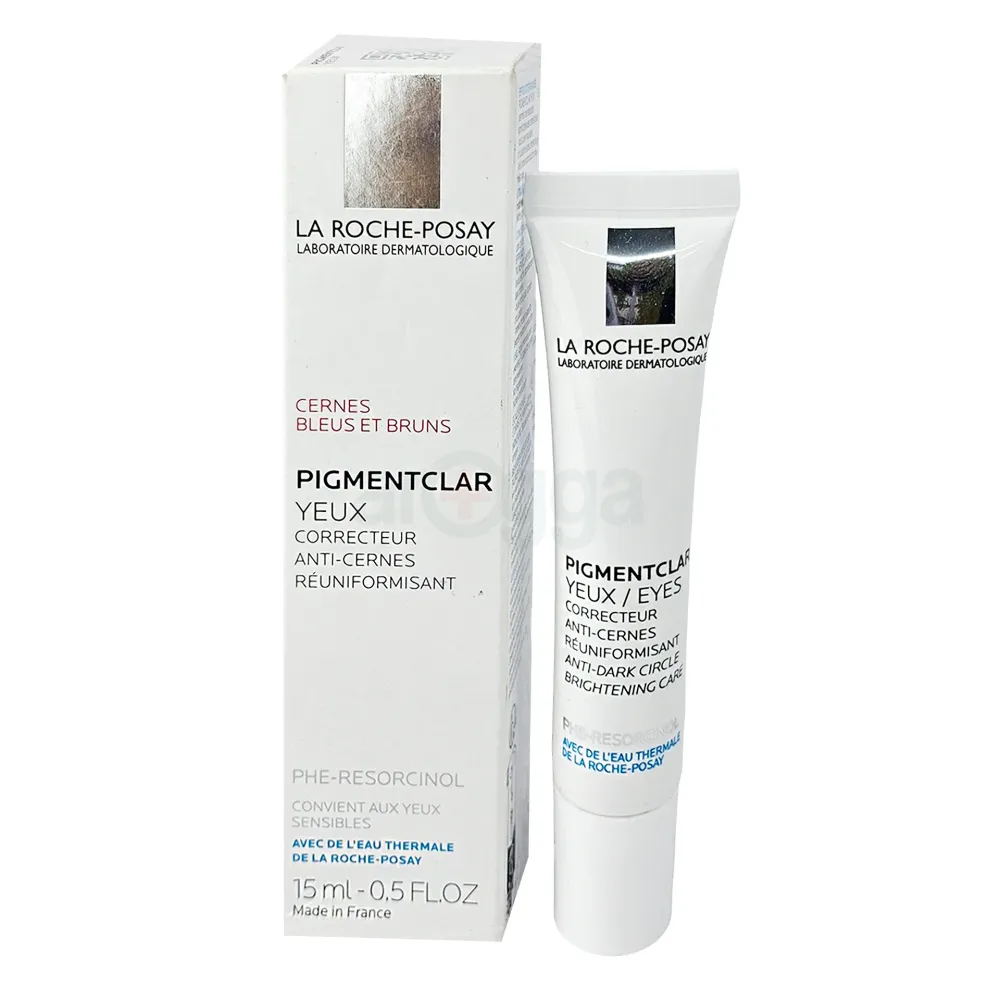 LA ROCHE-POSAY
LABORATOIRE DERMATOLOGIQUE
CERNES
BLEUS ET BRUNS
PIGMENTCLAR
YEUX
CORRECTEUR
ANTI-CERNES
RÉUNIFORMISANT
PHE-RESORCINOL
CONVIENT AUX YEUX
SENSIBLES
AVEC DE L'EAU THERMALE
DE LA ROCHE-POSAY
15 ml - 0.5 FL.OZ
Made in France
LA ROCHE-POSAY
LABORATOIRE DERMATOLOGIQUE
PIGMENTCLAR
YEUX / EYES
CORRECTEUR
ANTI-CERNES
RÉUNIFORMISANT
ANTI-DARK CIRCLE
BRIGHTENING CARE
PHE-RESORCINOL
AVEC DE L'EAU THERMALE
DE LA ROCHE-POSAY
arogga